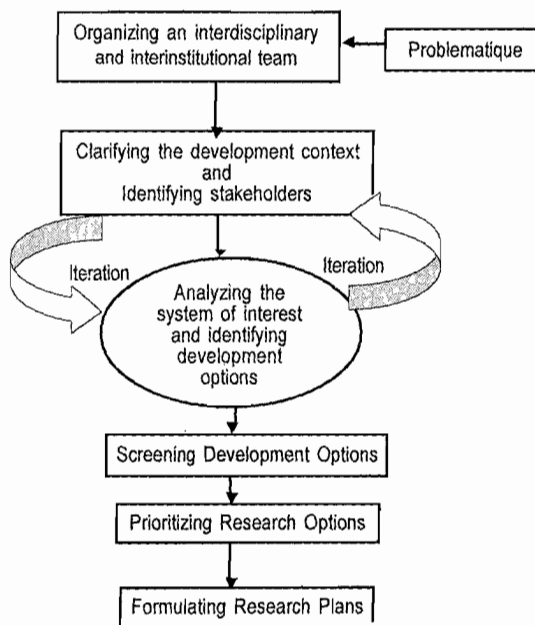 Organizing an interdisciplinary
and interinstitutional team
Problematique
Clarifying the development context
and
Identifying stakeholders
Iteration
Iteration
Analyzing the
system of interest
and identifying
development
options
Screening Development Options
Prioritizing Research Options
Formulating Research Plans